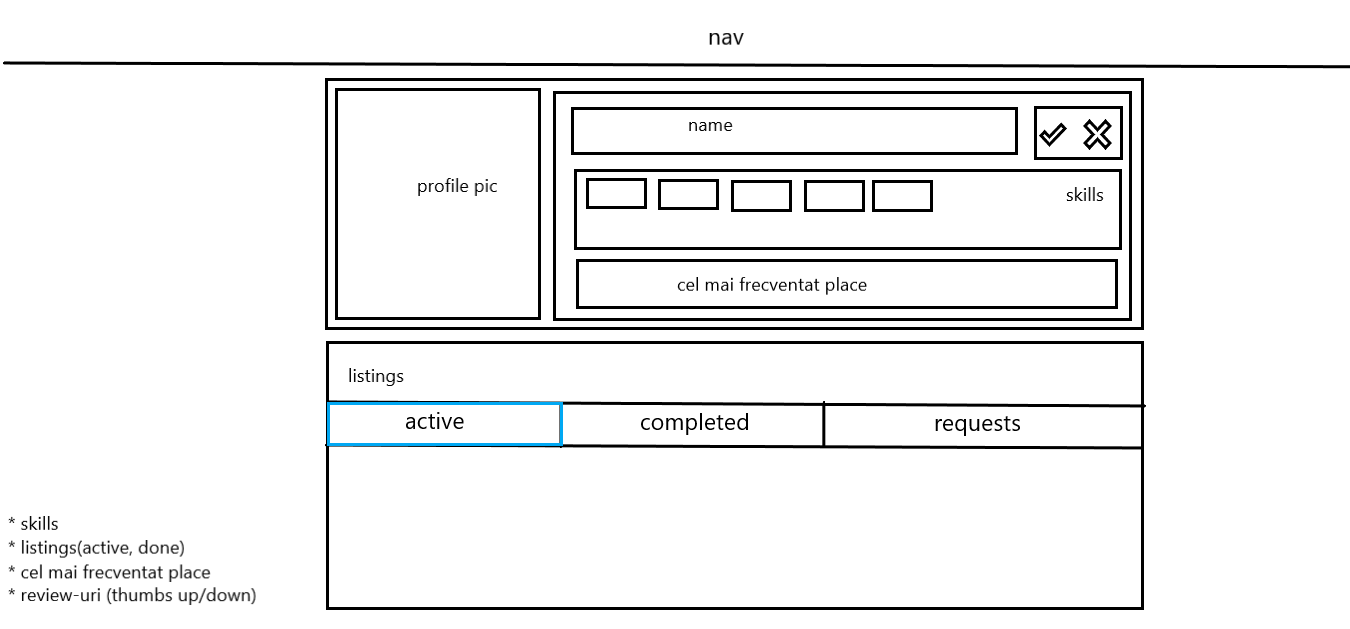 nav
profile pic
name
skills
cel mai frecventat place
listings
active
completed
requests
* skills
* listings(active, done)
* cel mai frecventat place
* review-uri (thumbs up/down)